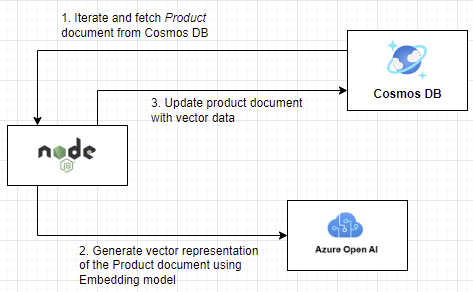 1. Iterate and fetch Product
document from Cosmos DB
Cosmos DB
3. Update product document
with vector data
node
JS
Azure Open AI
2. Generate vector representation
of the Product document using
Embedding model